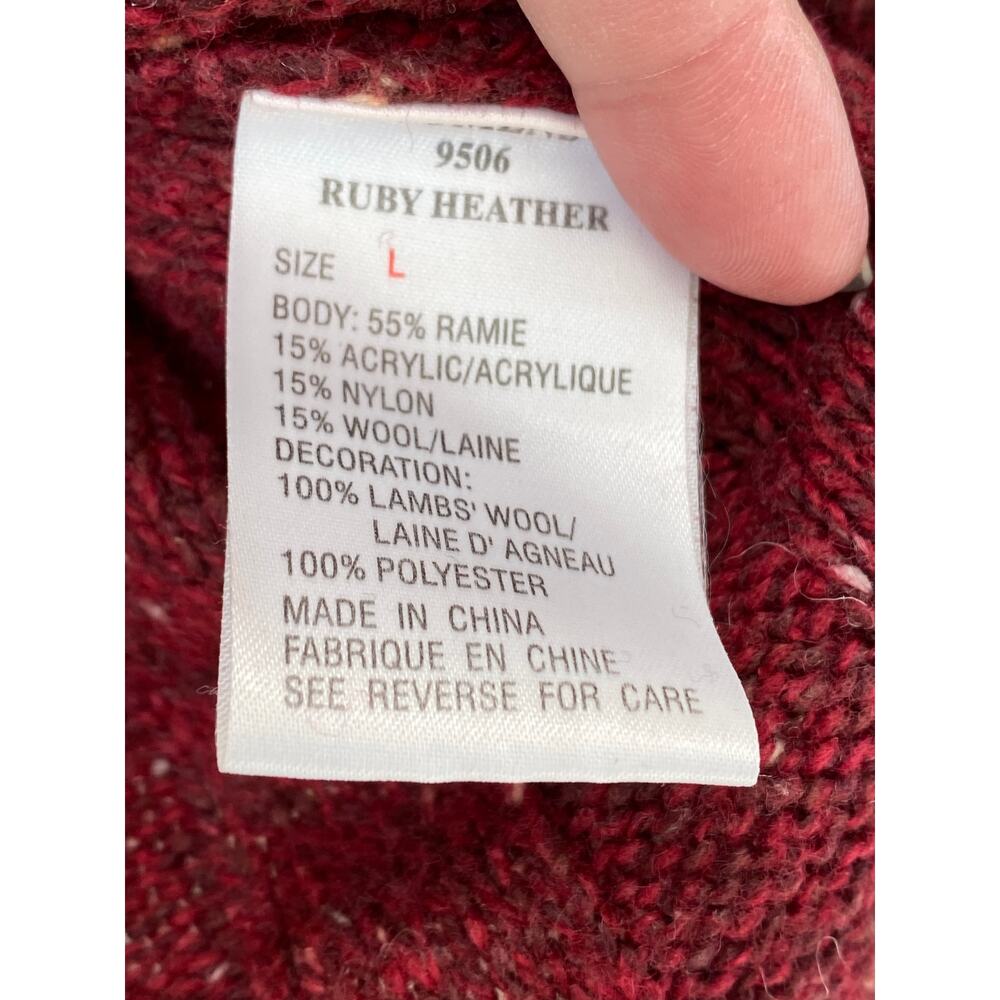 9506
RUBY HEATHER
SIZE L
BODY: 55% RAMIE
15% ACRYLIC/ACRYLIQUE
15% NYLON
15% WOOL/LAINE
DECORATION:
100% LAMBS' WOOL/
LAINE D' AGNEAU
100% POLYESTER
MADE IN CHINA
FABRIQUE EN CHINE
SEE REVERSE FOR CARE